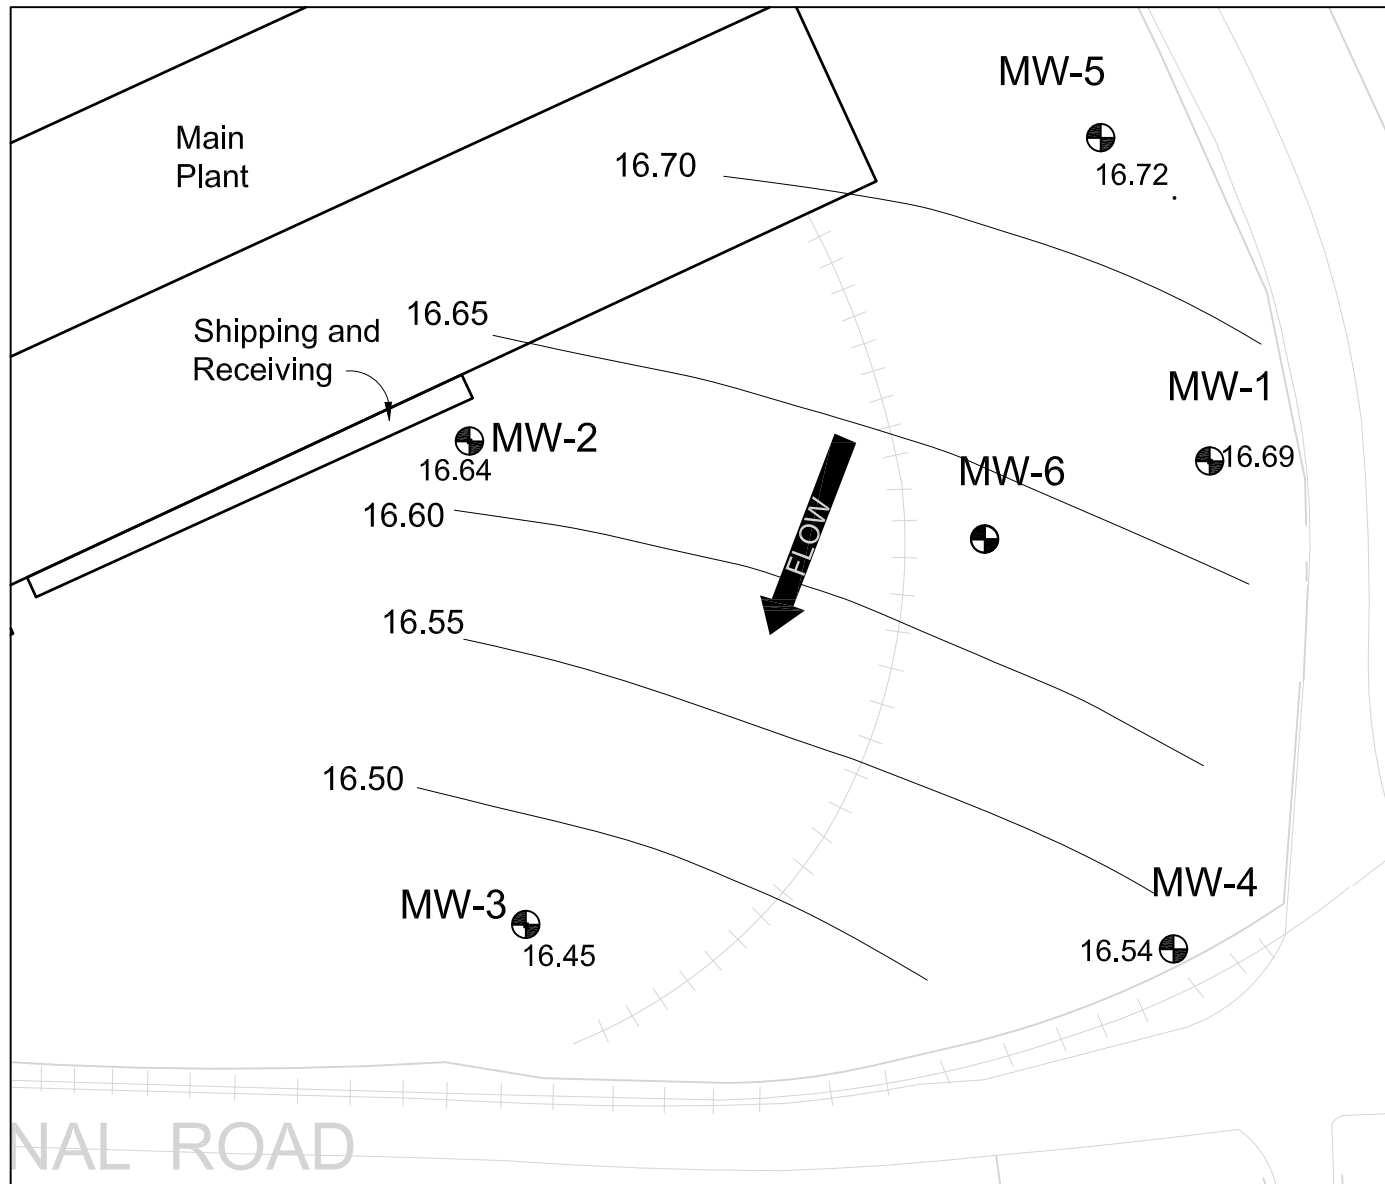 MW-5
Main
Plant
16.70
16.72
16.65
Shipping and
Receiving
MW-1
MW-2
16.64
16.69
MW-6
16.60
FLOW
16.55
16.50
MW-4
MW-3
16.45
16.54
NAL ROAD